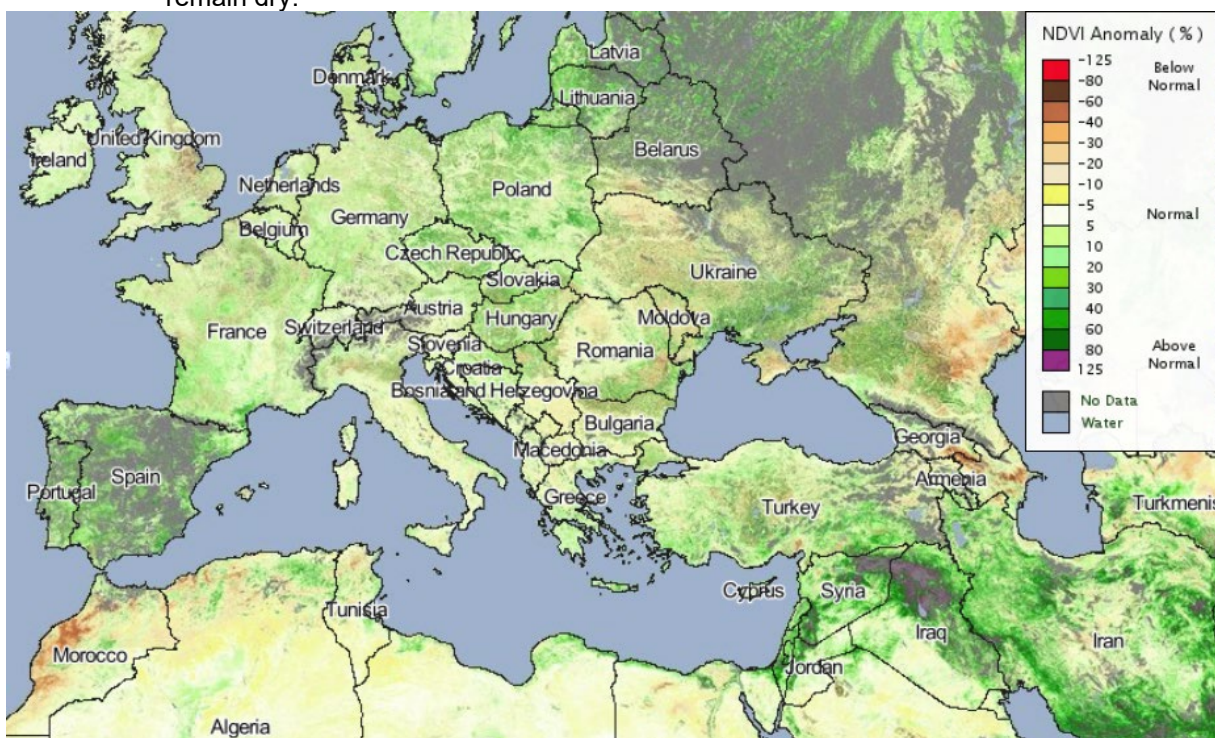 remain dry.
NDVI Anomaly (%)
-125
Below
Normal
-80
-60
-40
-30
-20
-10
-5
Normal
5
10
20
30
40
60
80
Above
Normal
125
No Data
Water
Latvia
Denmark
Lithuania
United Kingdom
Ireland
Belarus
Netherlands
Poland
Germany
Belgium
Czech Republic
Ukraine
Slovakia
Austria
France
Switzerland
Hungary
Moldova
Slovenia
Romania
Croatia
Bosnia and Herzegovina
Bulgaria
Georgia
Macedonia
Spain
Armenia
Portugal
Greece
Turkey
Turkmenis
Cyprus
Syria
Tunisia
Iraq
Iran
Morocco
Jordan
Algeria